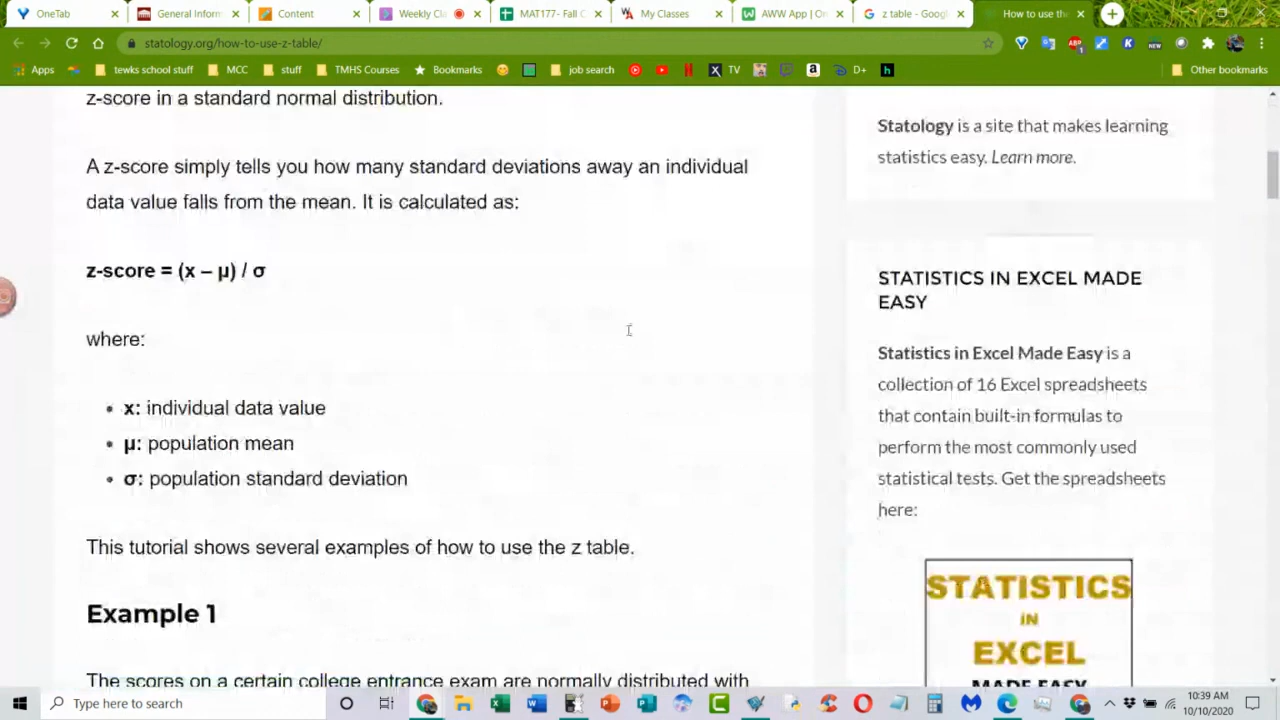 OneTab
General Inform
Content
Weekly Cla
MAT177- Fall C
My Classes
AWW App | On
z table - Google
How to use the
statology.org/how-to-use-z-table/
Apps
tewks school stuff
MCC
stuff
TMHS Courses
Bookmarks
job search
TV
D+
Other bookmarks
z-score in a standard normal distribution.
A z-score simply tells you how many standard deviations away an individual
data value falls from the mean. It is calculated as:
z-score = (x – μ) / σ
where:
• x: individual data value
• μ: population mean
• σ: population standard deviation
This tutorial shows several examples of how to use the z table.
Example 1
The scores on a certain college entrance exam are normally distributed with
Statology is a site that makes learning
statistics easy. Learn more.
STATISTICS IN EXCEL MADE
EASY
Statistics in Excel Made Easy is a
collection of 16 Excel spreadsheets
that contain built-in formulas to
perform the most commonly used
statistical tests. Get the spreadsheets
here:
STATISTICS
IN
EXCEL
MADE EASY
Type here to search
10:39 AM
10/10/2020